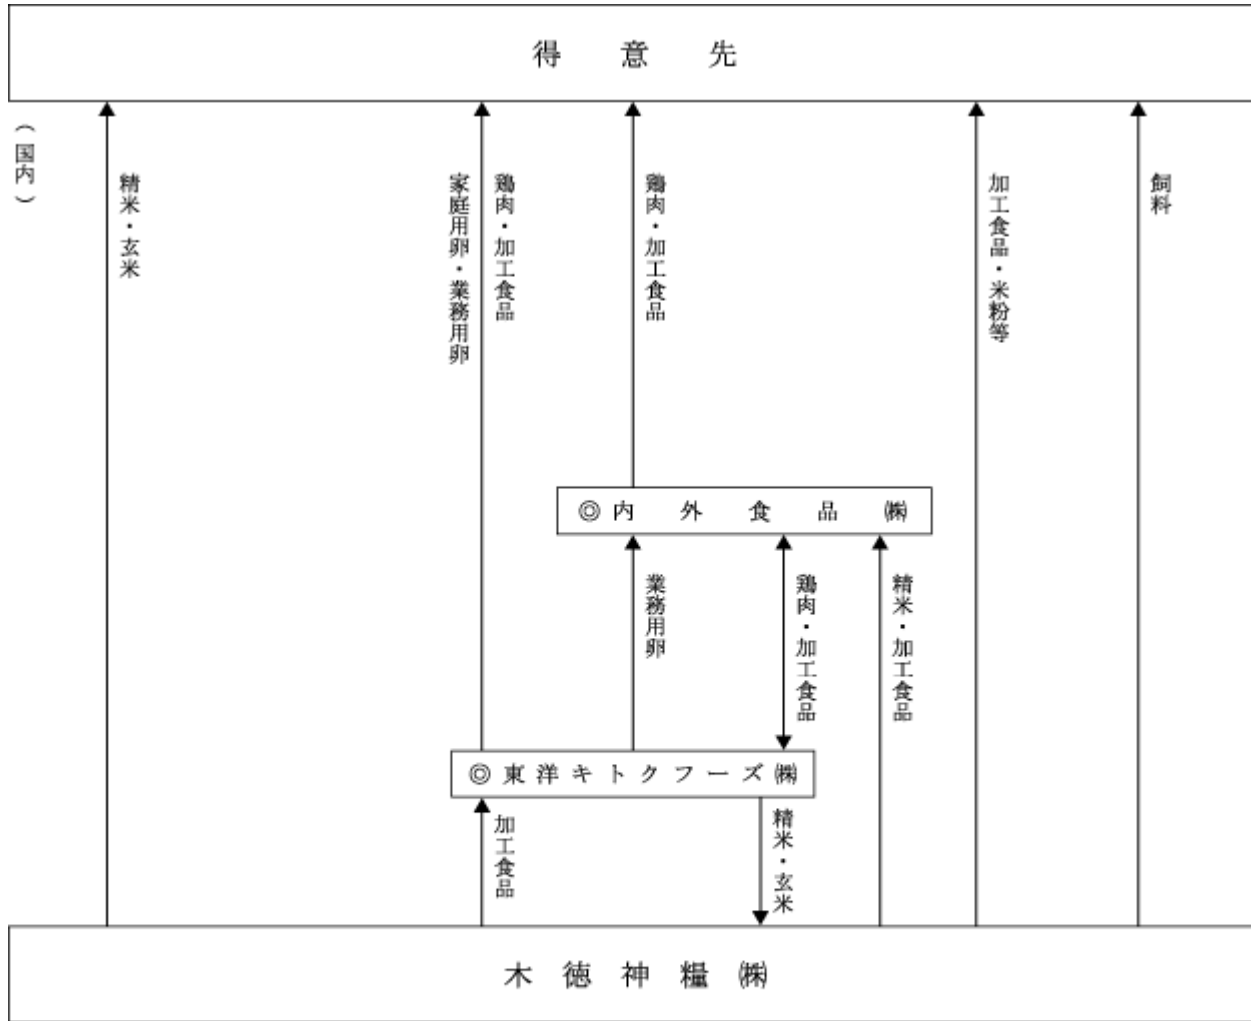 得意先
（国内）
精米・玄米
家庭用卵・業務用卵
鶏肉・加工食品
鶏肉・加工食品
加工食品・米粉等
飼料
◎内外食品㈱
業務用卵
鶏肉・加工食品
精米・加工食品
◎東洋キトクフーズ㈱
加工食品
精米・玄米
木徳神糧㈱